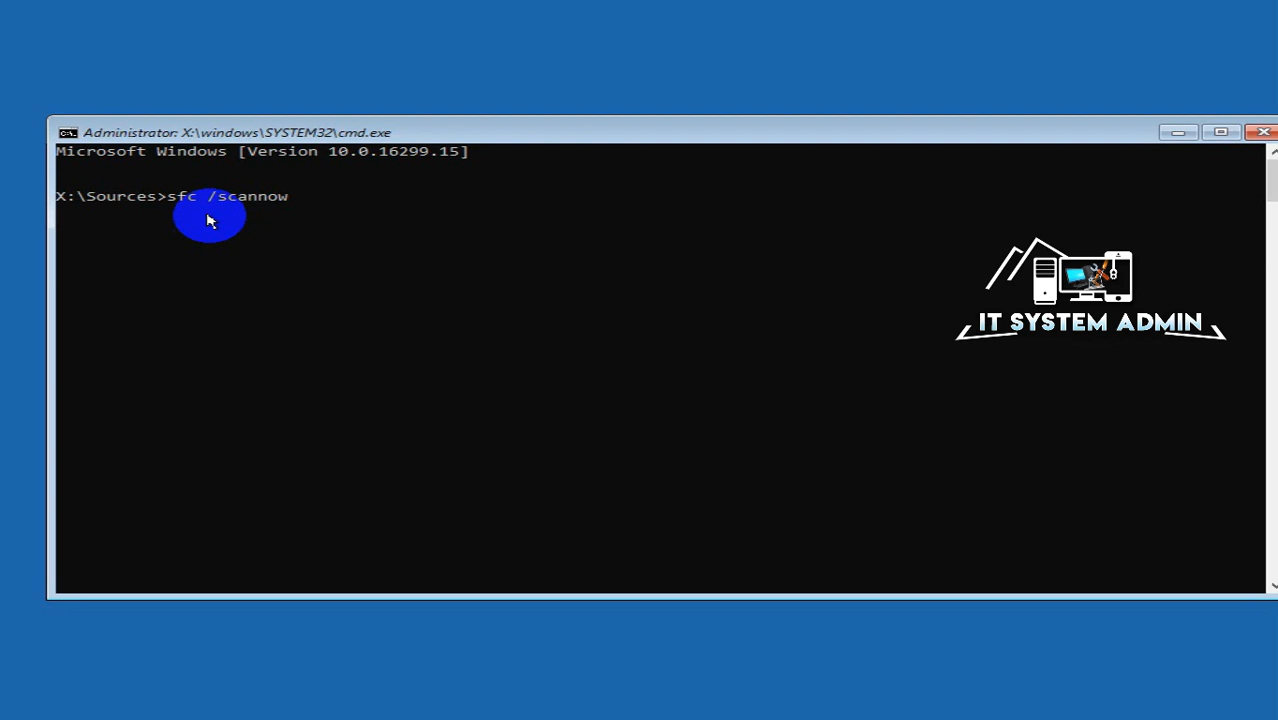 Administrator: X:\windows\SYSTEM32\cmd.exe
Microsoft Windows [Version 10.0.16299.15]
X:\Sources>sfc /scannow
IT SYSTEM ADMIN